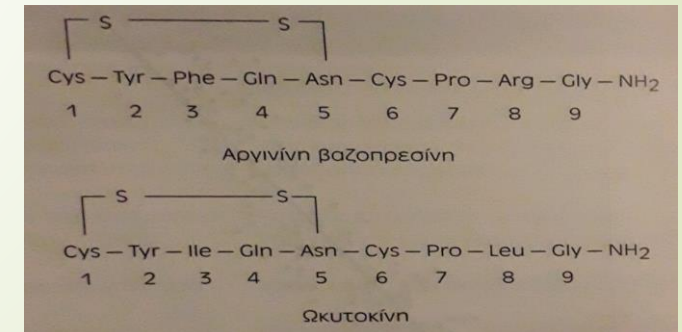 S S
Cys – Tyr – Phe – Gln – Asn – Cys – Pro – Arg – Gly – NH2
1 2 3 4 5 6 7 8 9
Αργινίνη βαζοπρεσίνη
S S
Cys – Tyr – Ile – Gln – Asn – Cys – Pro – Leu – Gly – NH2
1 2 3 4 5 6 7 8 9
Ωκυτοκίνη